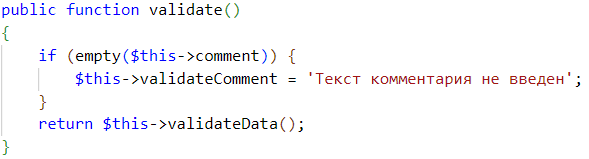 public function validate()
{
    if (empty($this->comment)) {
        $this->validateComment = 'Текст комментария не введен';
    }
    return $this->validateData();
}